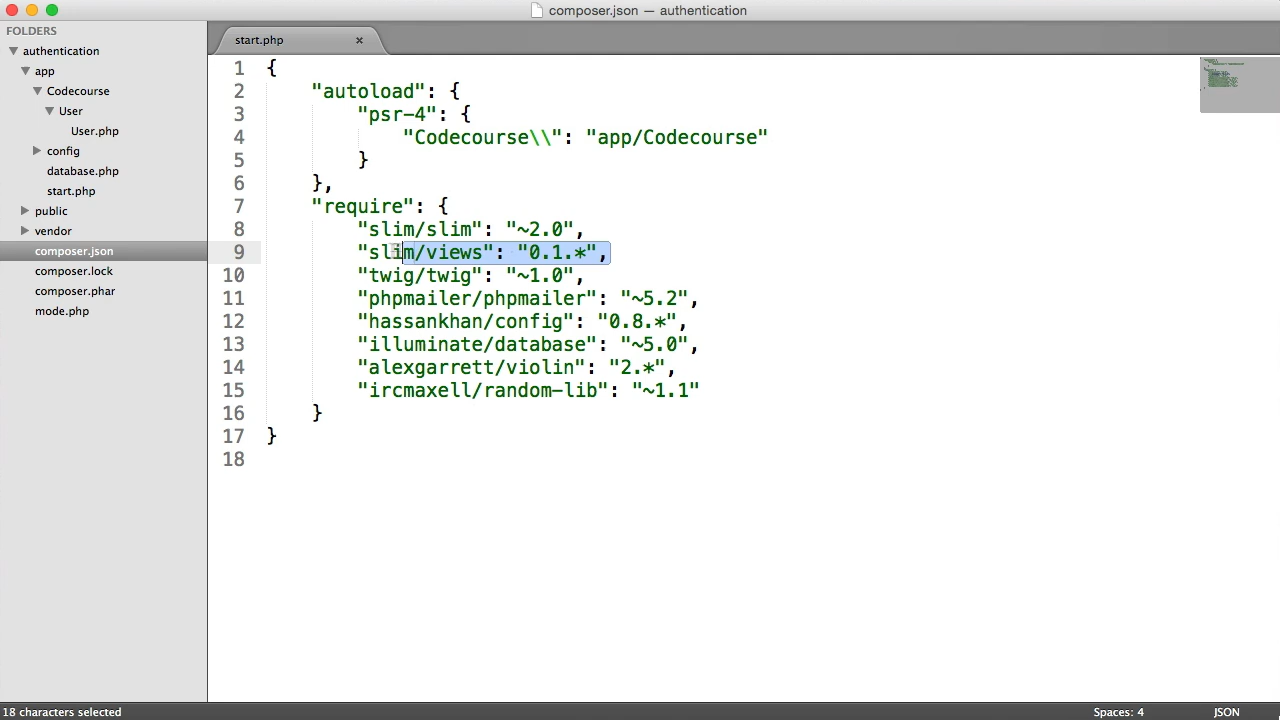 composer.json — authentication
FOLDERS
authentication
app
Codecourse
User
User.php
config
database.php
start.php
public
vendor
composer.json
composer.lock
composer.phar
mode.php
start.php ×
1 {
2 "autoload": {
3 "psr-4": {
4 "Codecourse\\": "app/Codecourse"
5 }
6 },
7 "require": {
8 "slim/slim": "~2.0",
9 "slim/views": "0.1.*",
10 "twig/twig": "~1.0",
11 "phpmailer/phpmailer": "~5.2",
12 "hassankhan/config": "0.8.*",
13 "illuminate/database": "~5.0",
14 "alexgarrett/violin": "2.*",
15 "ircmaxell/random-lib": "~1.1"
16 }
17 }
18
18 characters selected
Spaces: 4
JSON